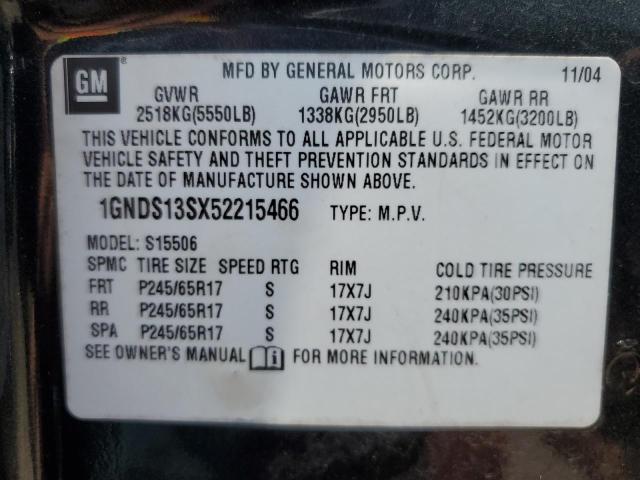 GM
MFD BY GENERAL MOTORS CORP. 11/04
GVWR GAWR FRT GAWR RR
2518KG(5550LB) 1338KG(2950LB) 1452KG(3200LB)
THIS VEHICLE CONFORMS TO ALL APPLICABLE U.S. FEDERAL MOTOR
VEHICLE SAFETY AND THEFT PREVENTION STANDARDS IN EFFECT ON
THE DATE OF MANUFACTURE SHOWN ABOVE.
1GNDS13SX52215466 TYPE: M.P.V.
MODEL: S15506
SPMC TIRE SIZE SPEED RTG RIM COLD TIRE PRESSURE
FRT P245/65R17 S 17X7J 210KPA(30PSI)
RR P245/65R17 S 17X7J 240KPA(35PSI)
SPA P245/65R17 S 17X7J 240KPA(35PSI)
SEE OWNER'S MANUAL FOR MORE INFORMATION.